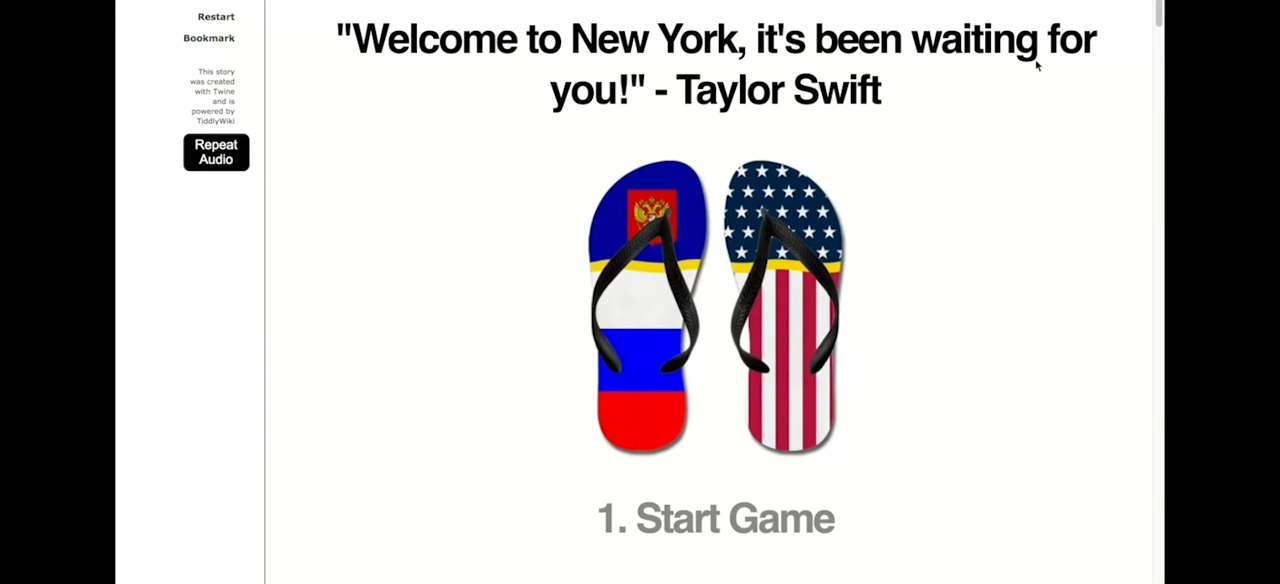 Restart
Bookmark
This story
was created
with Twine
and is
powered by
TiddlyWiki
Repeat
Audio
"Welcome to New York, it's been waiting for
you!" - Taylor Swift
1. Start Game